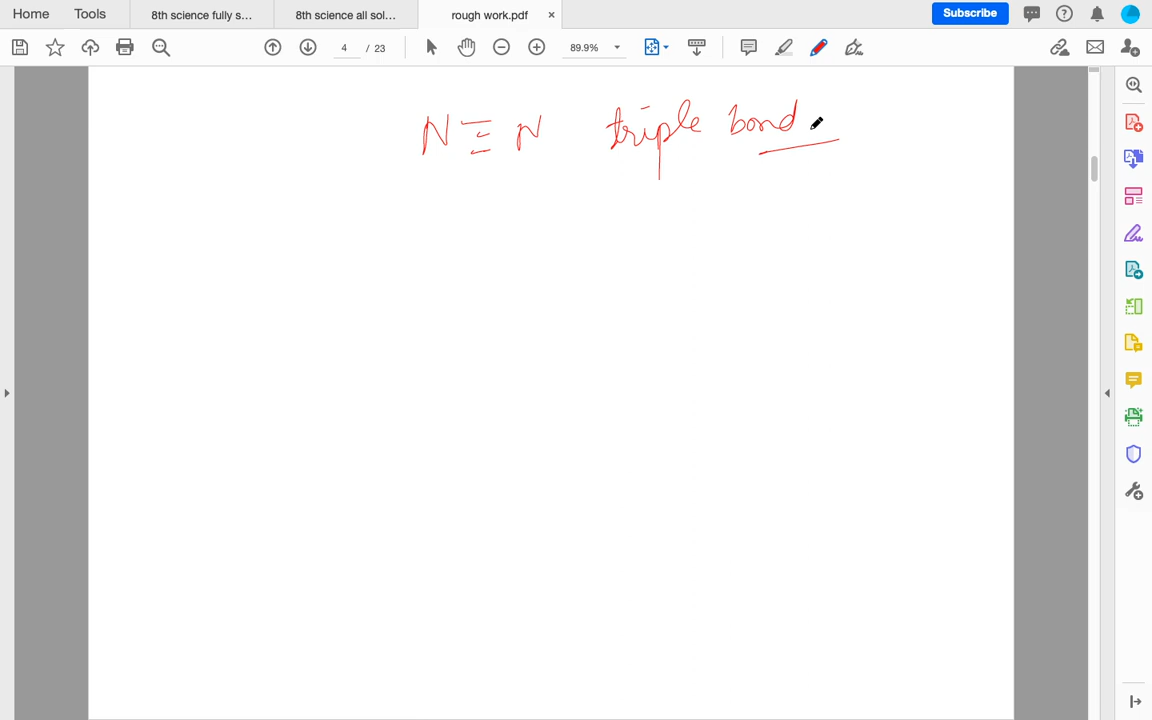 Home Tools 8th science fully s... 8th science all sol... rough work.pdf × Subscribe
4 / 23 89.9%
N ≡ N triple bond